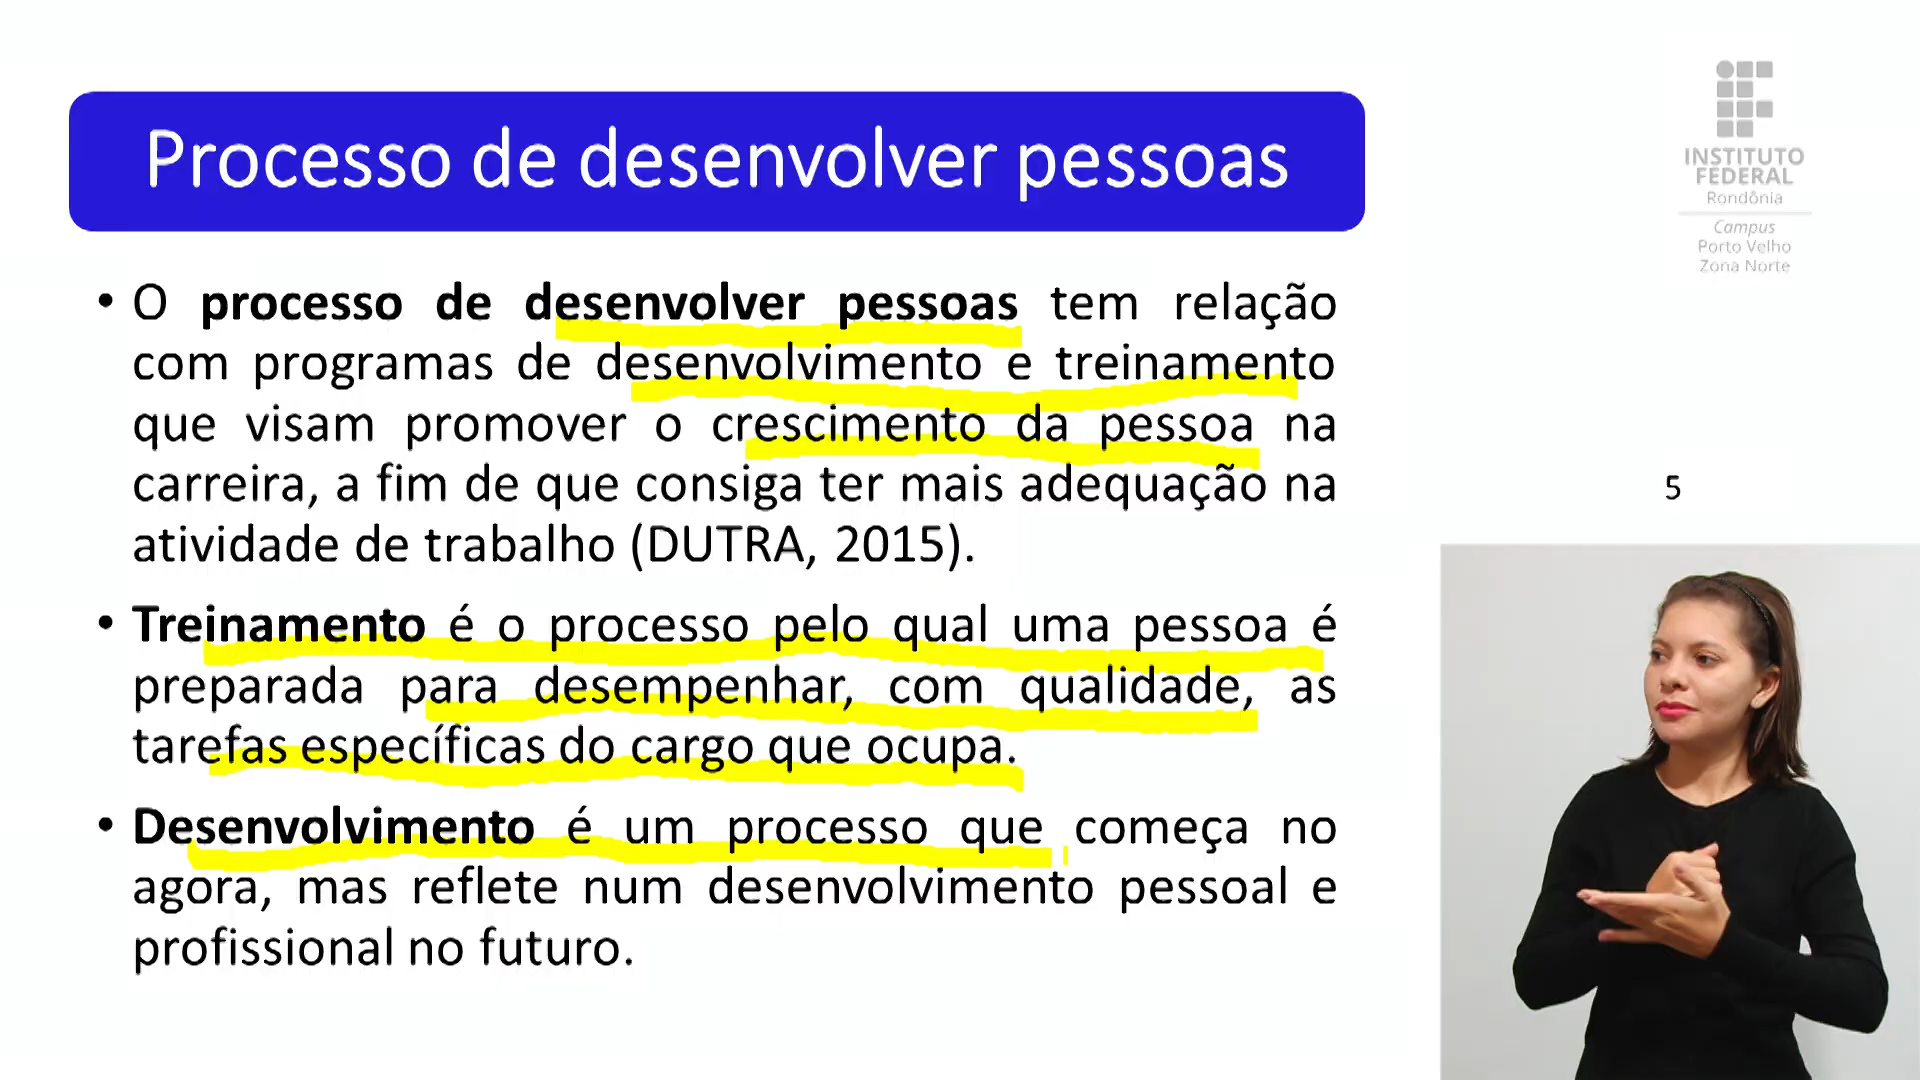 Processo de desenvolver pessoas
INSTITUTO
FEDERAL
Rondônia
Campus
Porto Velho
Zona Norte
• O processo de desenvolver pessoas tem relação
com programas de desenvolvimento e treinamento
que visam promover o crescimento da pessoa na
carreira, a fim de que consiga ter mais adequação na
atividade de trabalho (DUTRA, 2015).
• Treinamento é o processo pelo qual uma pessoa é
preparada para desempenhar, com qualidade, as
tarefas específicas do cargo que ocupa.
• Desenvolvimento é um processo que começa no
agora, mas reflete num desenvolvimento pessoal e
profissional no futuro.
5